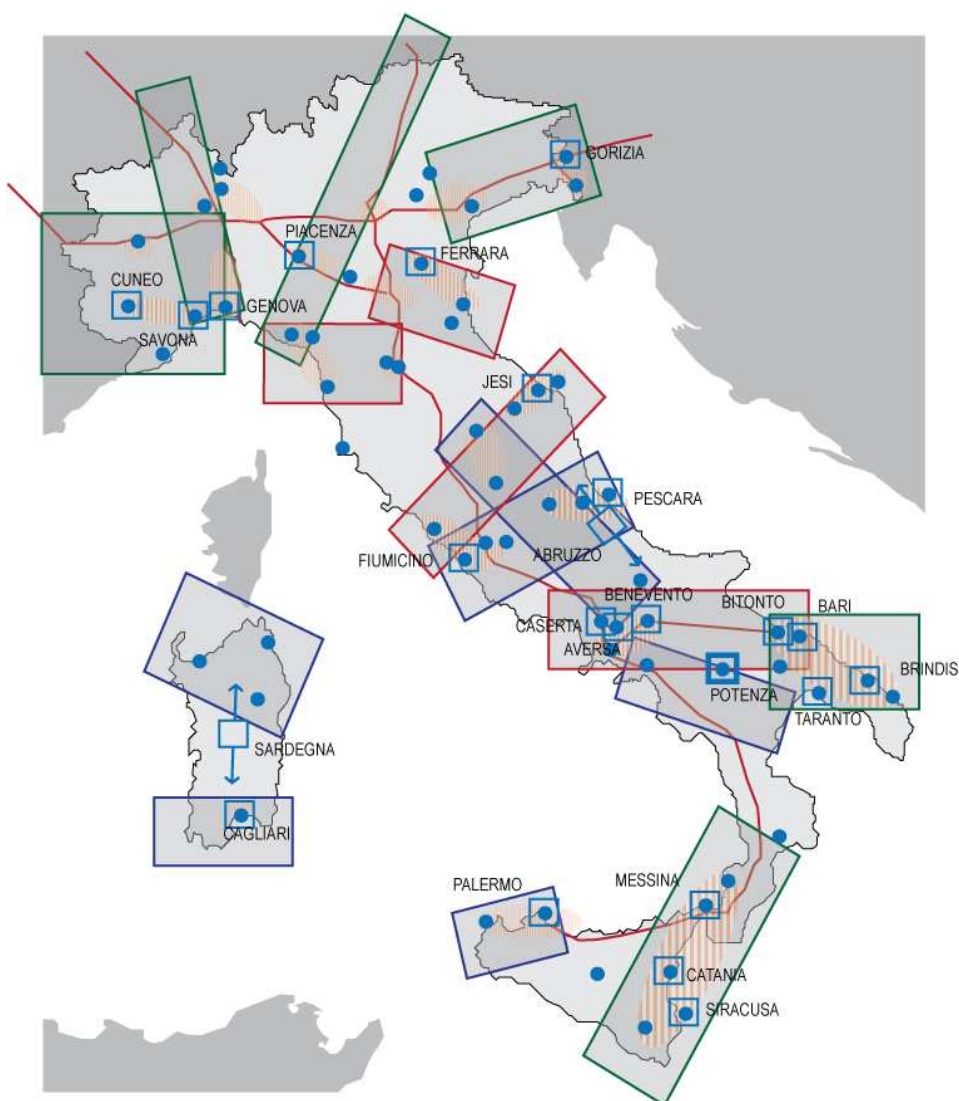 GORIZIA
PIACENZA
FERRARA
CUNEO
GENOVA
SAVONA
JESI
PESCARA
FIUMICINO
ABRUZZO
BENEVENTO
BITONTO
BARI
CASERTA
AVERSA
BRINDIS
POTENZA
TARANTO
SARDEGNA
CAGLIARI
MESSINA
PALERMO
CATANIA
SIRACUSA